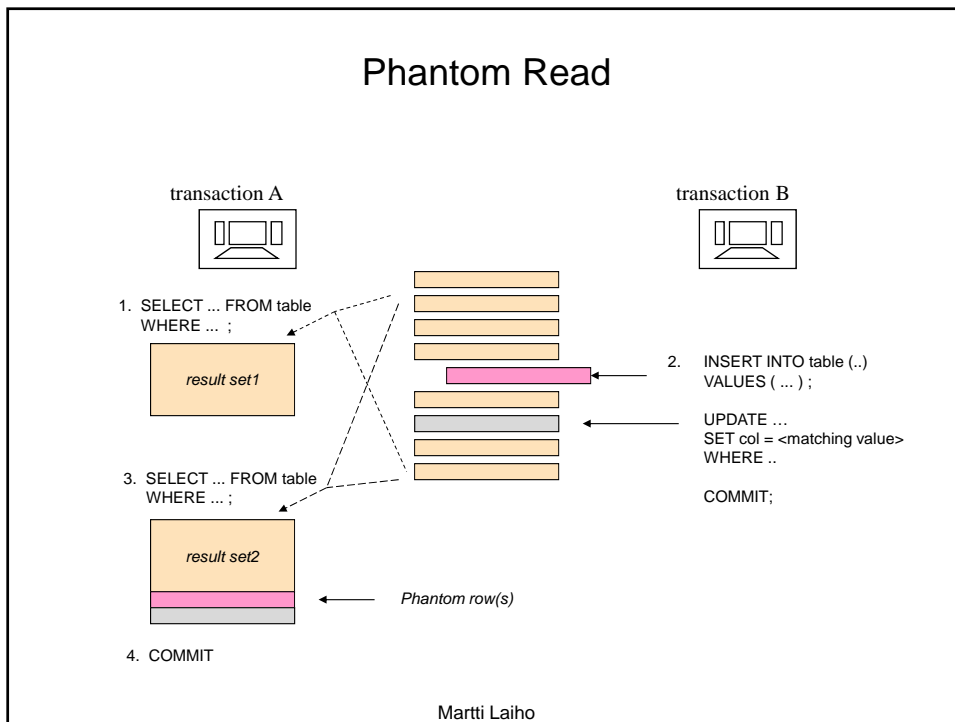 Phantom Read
transaction A
transaction B
1. SELECT ... FROM table
WHERE ... ;
result set1
2. INSERT INTO table (..)
VALUES ( ... ) ;
UPDATE …
SET col = <matching value>
WHERE ..
COMMIT;
3. SELECT ... FROM table
WHERE ... ;
result set2
Phantom row(s)
4. COMMIT
Martti Laiho